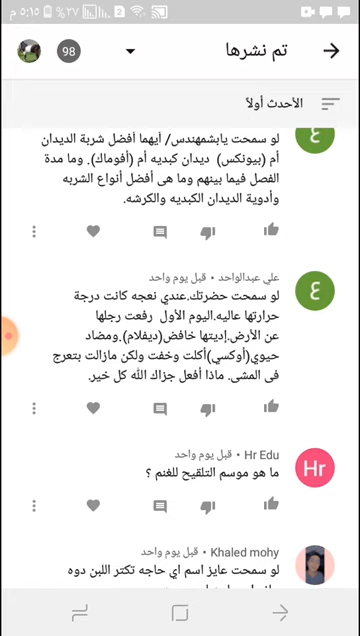 ٥:١٥ م ٢٧% 2
تم نشرها
98
الأحدث أولاً
لو سمحت يابشمهندس/ أيهما أفضل شربة الديدان
أم (بيونكس) ديدان كبديه أم (أفوماك). وما مدة
الفصل فيما بينهم وما هى أفضل أنواع الشربه
وأدوية الديدان الكبديه والكرشه.
ع
علي عبدالواحد • قبل يوم واحد
لو سمحت حضرتك.عندي نعجه كانت درجة
حرارتها عاليه.اليوم الأول رفعت رجلها
عن الأرض.إديتها خافض(ديفلام).ومضاد
حيوي(أوكسي)أكلت وخفت ولكن مازالت بتعرج
فى المشى. ماذا أفعل جزاك الله كل خير.
ع
Hr Edu • قبل يوم واحد
ما هو موسم التلقيح للغنم ؟
Hr
Khaled mohy • قبل يوم واحد
لو سمحت عايز اسم اي حاجه تكتر اللبن دوه